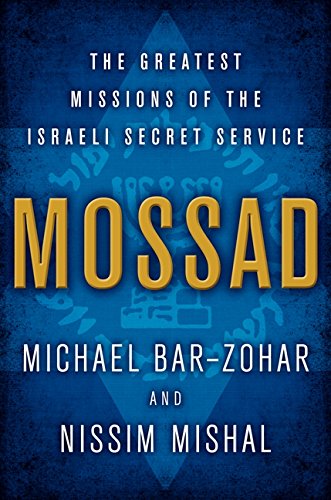 THE GREATEST
MISSIONS OF THE
ISRAELI SECRET SERVICE
MOSSAD
MICHAEL BAR-ZOHAR
AND
NISSIM MISHAL